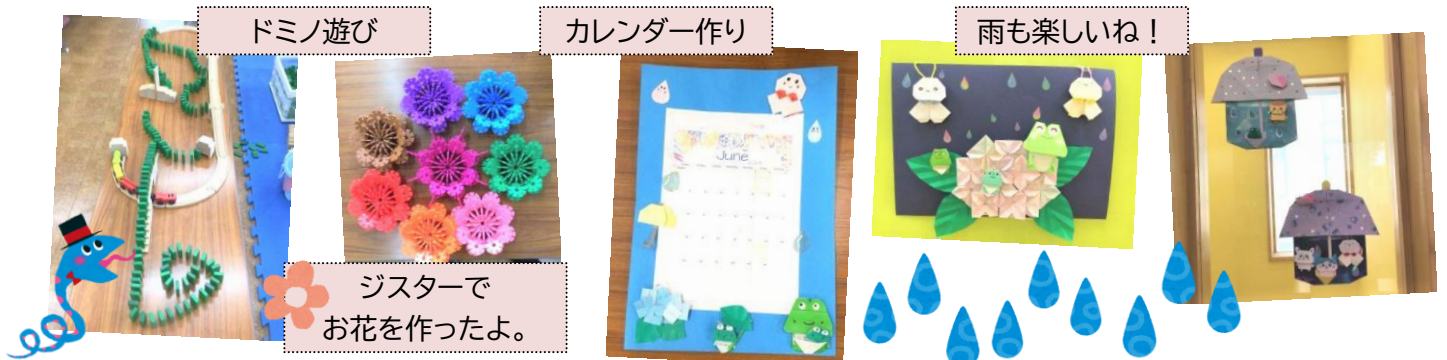 ドミノ遊び
カレンダー作り
雨も楽しいね！
ジスターで
お花を作ったよ。
June